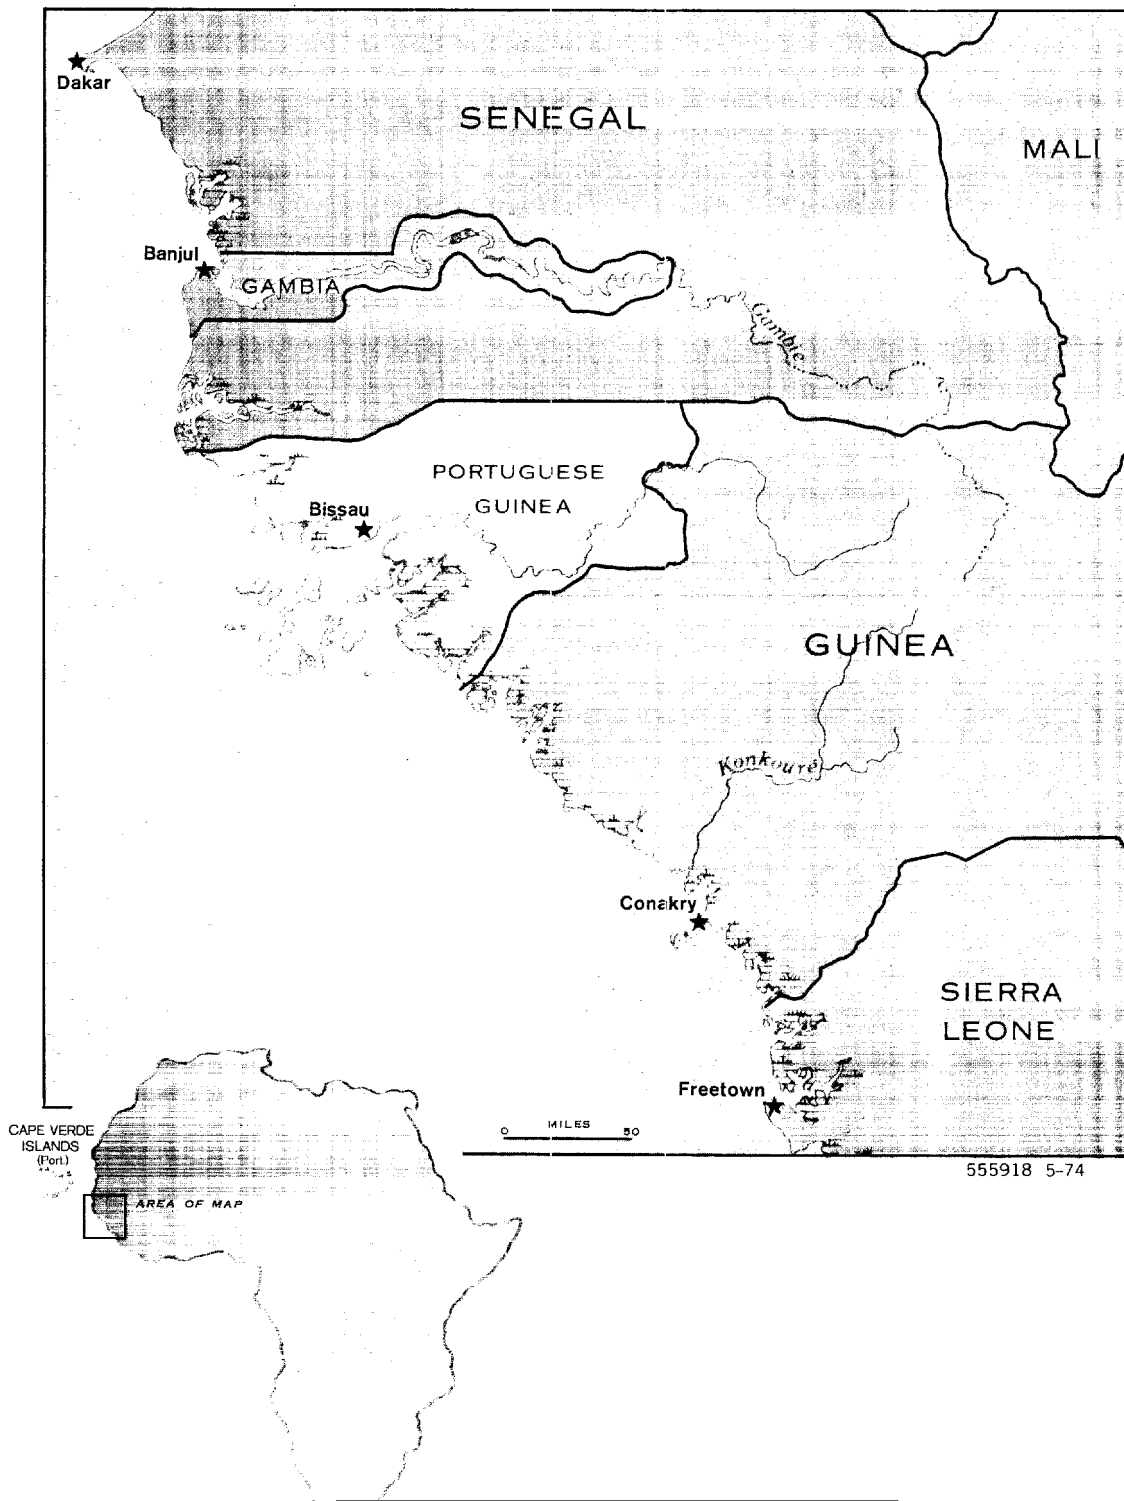 Dakar
SENEGAL
MALI
Banjul
GAMBIA
Gambie
PORTUGUESE
GUINEA
Bissau
GUINEA
Konkouré
Conakry
SIERRA
LEONE
Freetown
MILES
0 50
555918 5-74
CAPE VERDE
ISLANDS
(Port.)
AREA OF MAP